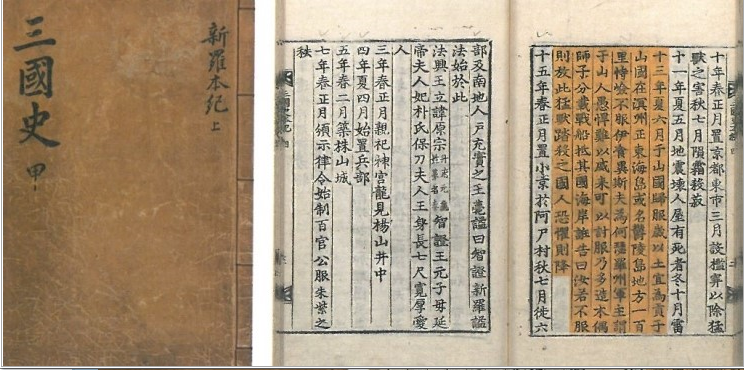 三國史 甲
新羅本紀 上
十年春正月置京都東市三月設檻穽以除猛
獸之害秋七月隕霜殺菽
十一年夏五月地震壞人屋有死者冬十月雷
十三年夏六月于山國歸服歲以土宜爲貢于
山國在溟州正東海島或名鬱陵島地方一百
里恃嶮不服伊飡異斯夫爲何瑟羅州軍主謂
于山人愚悍難以威來可以計服乃多造木偶
師子分載戰船抵其國海岸誑告曰汝若不服
則放此猛獸踏殺之國人恐懼則降
十五年春正月置小京於阿尸村秋七月徙六
部及南地人戶充實之王薨諡曰智證新羅諡
法始於此
法興王立諱原宗冊府元龜姓募名秦智證王元子母延
帝夫人妃朴氏保刀夫人王身長七尺寬厚愛
人
三年春正月親祀神宮龍見楊山井中
四年夏四月始置兵部
五年春二月築株山城
七年春正月頒示律令始制百官公服朱紫之
秩